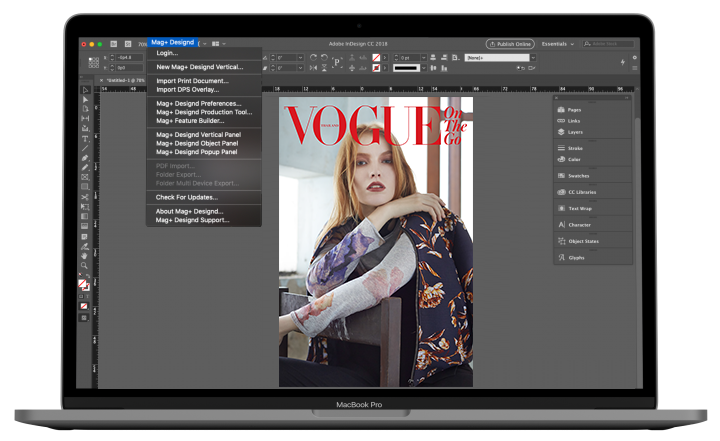 Mag+ Designd
Adobe InDesign CC 2018
Publish Online
Essentials
Login...
New Mag+ Designd Vertical...
Import Print Document...
Import DPS Overlay...
Mag+ Designd Preferences...
Mag+ Designd Production Tool...
Mag+ Feature Builder...
Mag+ Designd Vertical Panel
Mag+ Designd Object Panel
Mag+ Designd Popup Panel
PDF Import...
Folder Export...
Folder Multi Device Export...
Check For Updates...
About Mag+ Designd...
Mag+ Designd Support...
VOGUE
On
The
Go
Pages
Links
Layers
Stroke
Color
Swatches
CC Libraries
Text Wrap
Character
Object States
Glyphs
MacBook Pro